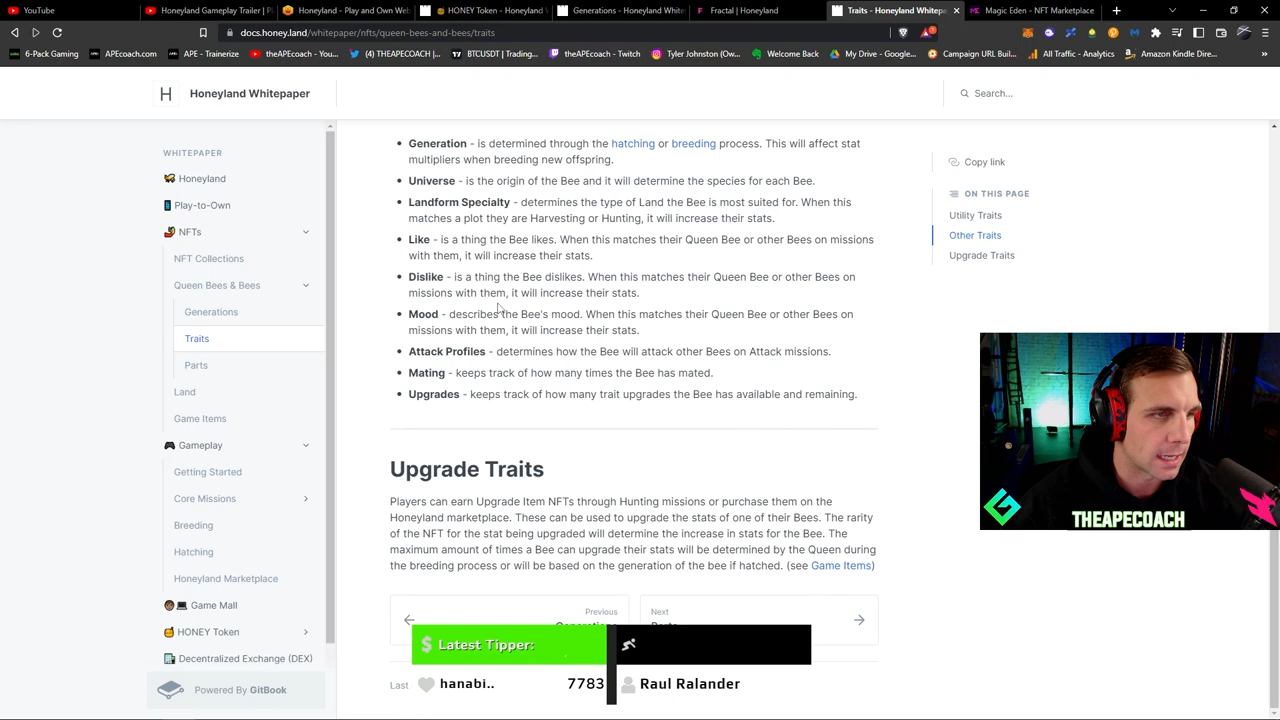 YouTube
Honeyland Gameplay Trailer | P
Honeyland - Play and Own Web
HONEY Token - Honeyland W
Generations - Honeyland White
Fractal | Honeyland
Traits - Honeyland Whitepap
Magic Eden - NFT Marketplace
docs.honey.land/whitepaper/nfts/queen-bees-and-bees/traits
6-Pack Gaming
APEcoach.com
APE - Trainerize
theAPEcoach - You...
(4) THEAPECOACH |...
BTCUSDT | Trading...
theAPEcoach - Twitch
Tyler Johnston (Ow...
Welcome Back
My Drive - Google...
Campaign URL Buil...
All Traffic - Analytics
Amazon Kindle Dire...
H Honeyland Whitepaper
Search...
WHITEPAPER
Honeyland
Play-to-Own
NFTs
NFT Collections
Queen Bees & Bees
Generations
Traits
Parts
Land
Game Items
Gameplay
Getting Started
Core Missions
Breeding
Hatching
Honeyland Marketplace
Game Mall
HONEY Token
Decentralized Exchange (DEX)
Powered By GitBook
Generation - is determined through the hatching or breeding process. This will affect stat
multipliers when breeding new offspring.
Universe - is the origin of the Bee and it will determine the species for each Bee.
Landform Specialty - determines the type of Land the Bee is most suited for. When this
matches a plot they are Harvesting or Hunting, it will increase their stats.
Like - is a thing the Bee likes. When this matches their Queen Bee or other Bees on missions
with them, it will increase their stats.
Dislike - is a thing the Bee dislikes. When this matches their Queen Bee or other Bees on
missions with them, it will increase their stats.
Mood - describes the Bee's mood. When this matches their Queen Bee or other Bees on
missions with them, it will increase their stats.
Attack Profiles - determines how the Bee will attack other Bees on Attack missions.
Mating - keeps track of how many times the Bee has mated.
Upgrades - keeps track of how many trait upgrades the Bee has available and remaining.
Upgrade Traits
Players can earn Upgrade Item NFTs through Hunting missions or purchase them on the
Honeyland marketplace. These can be used to upgrade the stats of one of their Bees. The rarity
of the NFT for the stat being upgraded will determine the increase in stats for the Bee. The
maximum amount of times a Bee can upgrade their stats will be determined by the Queen during
the breeding process or will be based on the generation of the bee if hatched. (see Game Items)
Previous
Next
Latest Tipper:
Last
hanabi..
7783
Raul Ralander
Copy link
ON THIS PAGE
Utility Traits
Other Traits
Upgrade Traits
THEAPECOACH